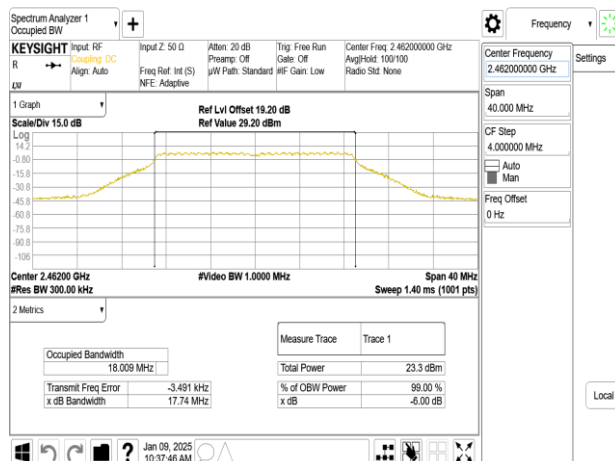 Spectrum Analyzer 1
Occupied BW
Frequency
KEYSIGHT
R
LXI
Input: RF
Coupling: DC
Align: Auto
Input Z: 50 Ω
Freq Ref: Int (S)
NFE: Adaptive
Atten: 20 dB
Preamp: Off
µW Path: Standard
Trig: Free Run
Gate: Off
#IF Gain: Low
Center Freq: 2.462000000 GHz
Avg|Hold: 100/100
Radio Std: None
Center Frequency
2.462000000 GHz
Settings
Span
40.000 MHz
CF Step
4.000000 MHz
Auto
Man
Freq Offset
0 Hz
Local
1 Graph
Scale/Div 15.0 dB
Ref Lvl Offset 19.20 dB
Ref Value 29.20 dBm
Log
14.2
-0.80
-15.8
-30.8
-45.8
-60.8
-75.8
-90.8
-106
Center 2.46200 GHz
#Video BW 1.0000 MHz
Span 40 MHz
#Res BW 300.00 kHz
Sweep 1.40 ms (1001 pts)
2 Metrics
Measure Trace Trace 1
Occupied Bandwidth
18.009 MHz
Total Power 23.3 dBm
Transmit Freq Error -3.491 kHz
% of OBW Power 99.00 %
x dB Bandwidth 17.74 MHz
x dB -6.00 dB
?
Jan 09, 2025
10:37:46 AM